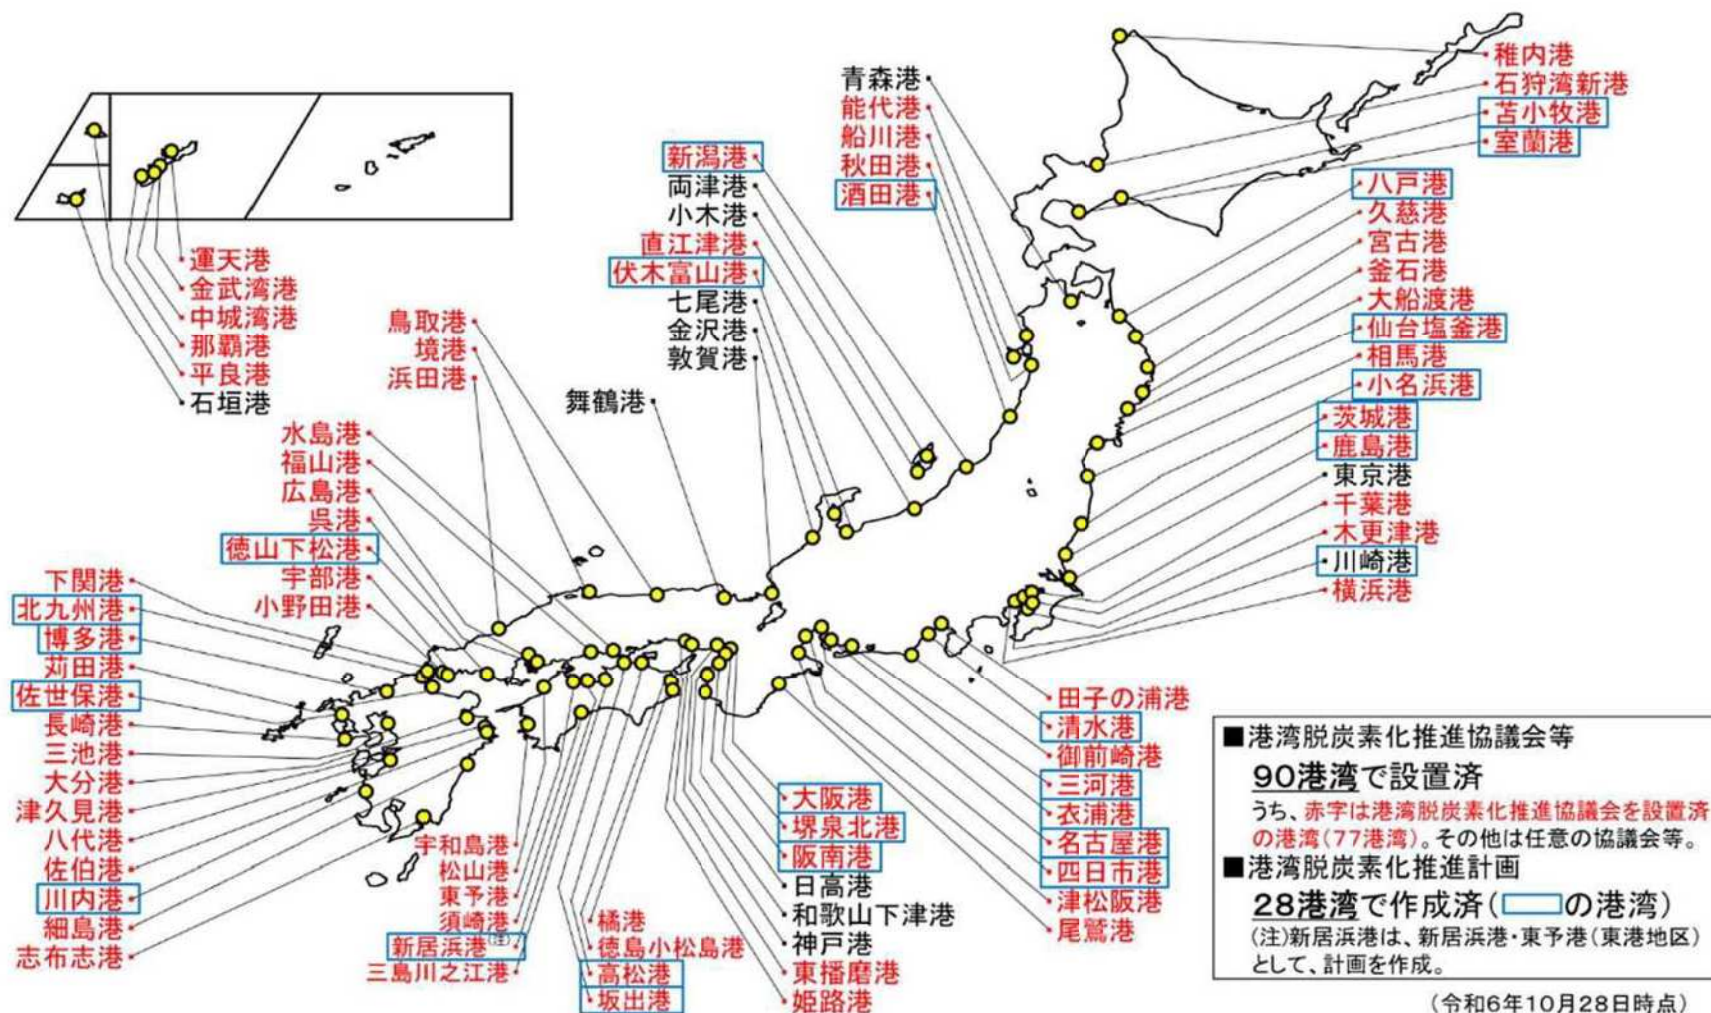 稚内港
石狩湾新港
苫小牧港
室蘭港
青森港
能代港
船川港
秋田港
酒田港
新潟港
両津港
小木港
直江津港
伏木富山港
七尾港
金沢港
敦賀港
舞鶴港
八戸港
久慈港
宮古港
釜石港
大船渡港
仙台塩釜港
相馬港
小名浜港
茨城港
鹿島港
東京港
千葉港
木更津港
川崎港
横浜港
運天港
金武湾港
中城湾港
那覇港
平良港
石垣港
鳥取港
境港
浜田港
水島港
福山港
広島港
呉港
徳山下松港
宇部港
小野田港
下関港
北九州港
博多港
苅田港
佐世保港
長崎港
三池港
大分港
津久見港
八代港
佐伯港
川内港
細島港
志布志港
宇和島港
松山港
東予港
須崎港
新居浜港(注)
三島川之江港
橘港
徳島小松島港
高松港
坂出港
大阪港
堺泉北港
阪南港
日高港
和歌山下津港
神戸港
東播磨港
姫路港
田子の浦港
清水港
御前崎港
三河港
衣浦港
名古屋港
四日市港
津松阪港
尾鷲港
■港湾脱炭素化推進協議会等
90港湾で設置済
うち、赤字は港湾脱炭素化推進協議会を設置済
の港湾(77港湾)。その他は任意の協議会等。
■港湾脱炭素化推進計画
28港湾で作成済(の港湾)
(注)新居浜港は、新居浜港・東予港(東港地区)
として、計画を作成。
(令和6年10月28日時点)